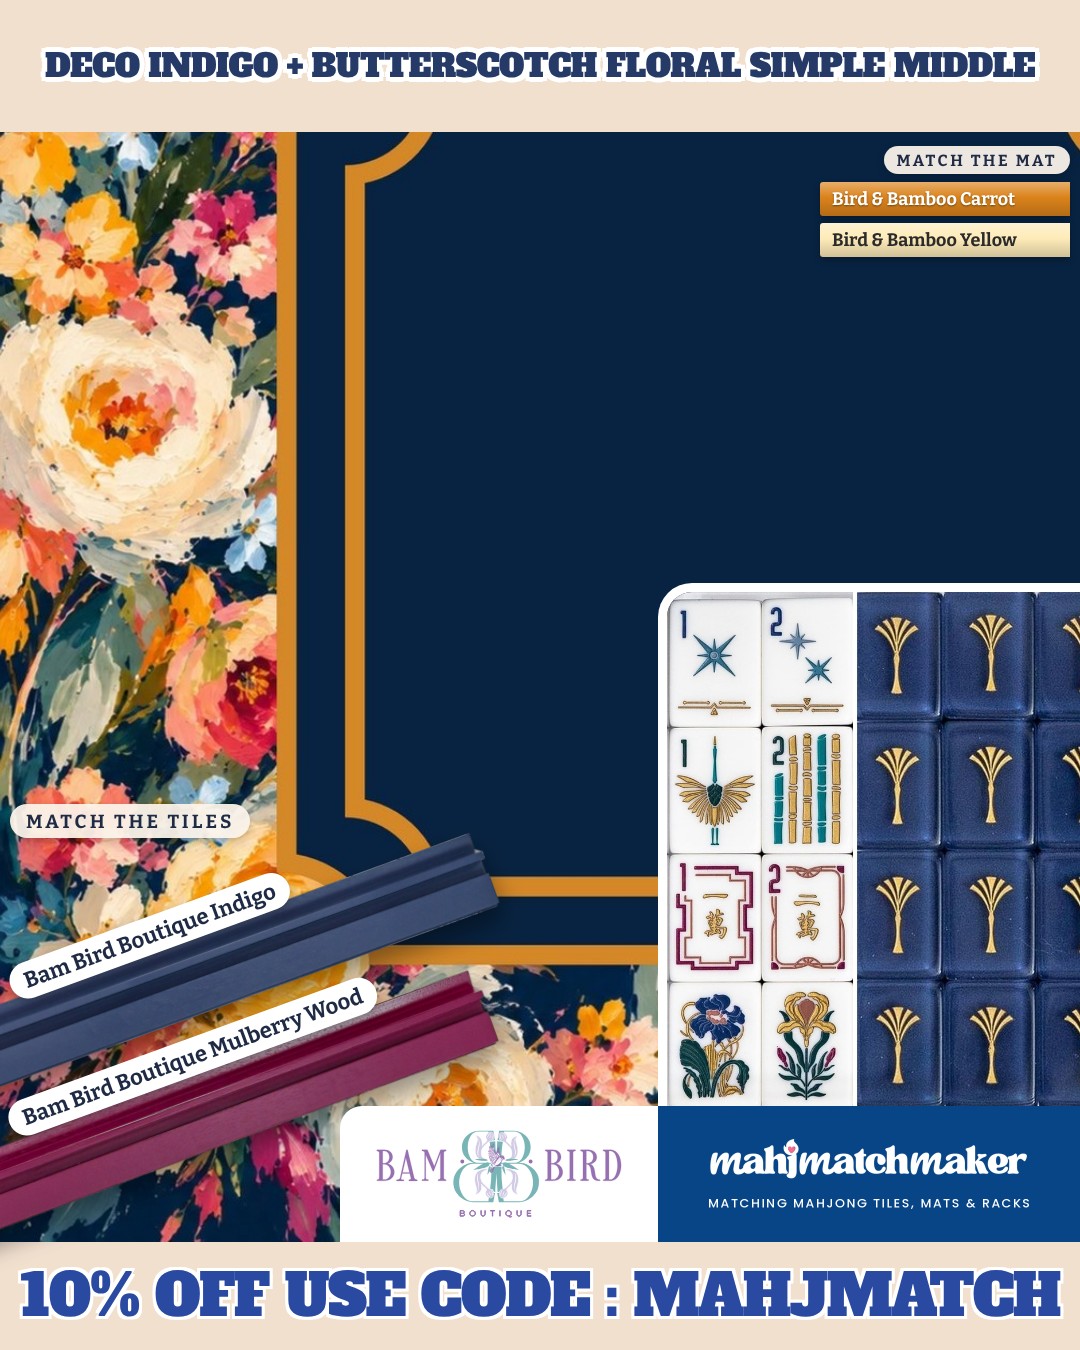 DECO INDIGO + BUTTERSCOTCH FLORAL SIMPLE MIDDLE
MATCH THE MAT
Bird & Bamboo Carrot
Bird & Bamboo Yellow
1 2
1 2
MATCH THE TILES
1 2
一萬 二萬
Bam Bird Boutique Indigo
Bam Bird Boutique Mulberry Wood
BAM BIRD
BOUTIQUE
mahjmatchmaker
MATCHING MAHJONG TILES, MATS & RACKS
10% OFF USE CODE : MAHJMATCH